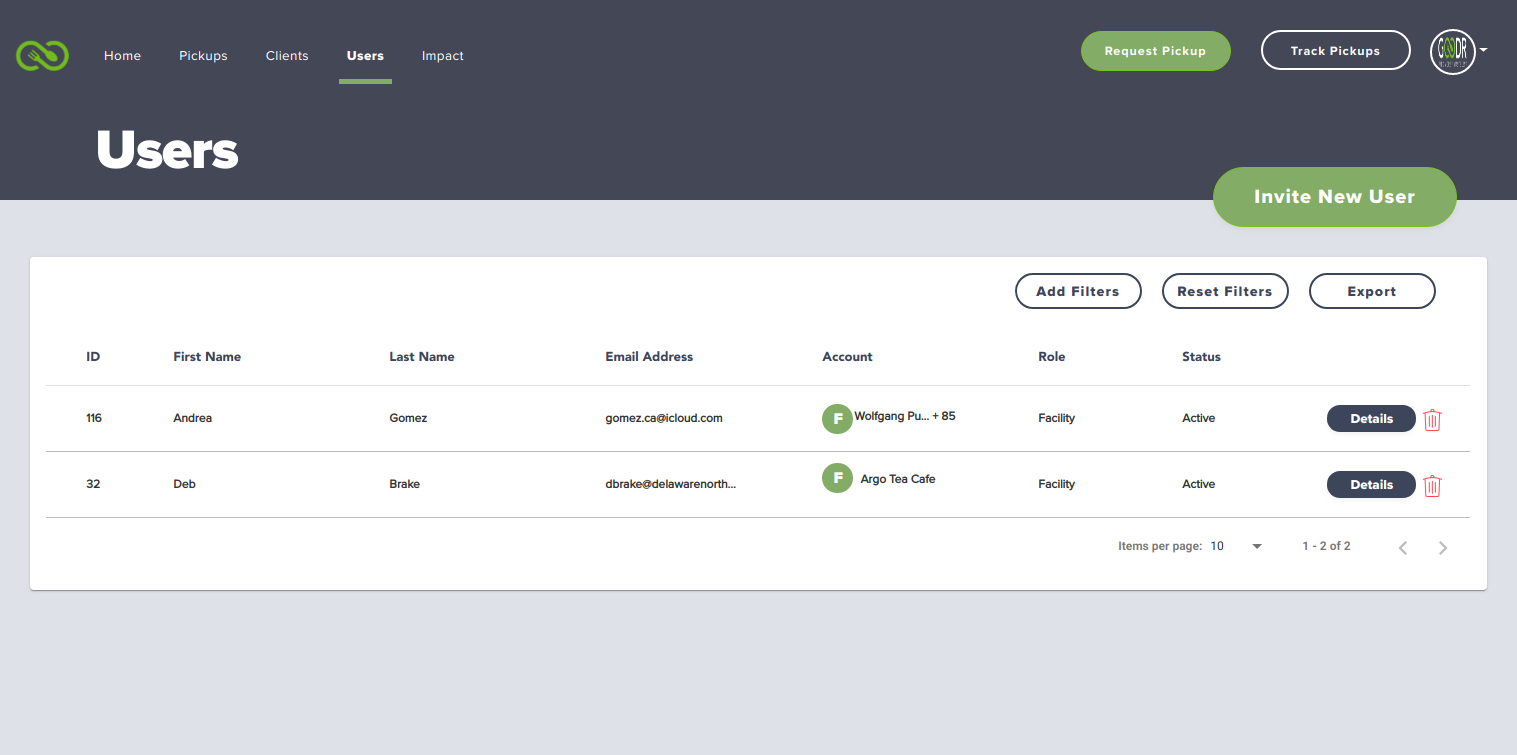 Home Pickups Clients Users Impact Request Pickup Track Pickups
Users
Invite New User
Add Filters Reset Filters Export
ID First Name Last Name Email Address Account Role Status
116 Andrea Gomez gomez.ca@icloud.com F Wolfgang Pu... + 85 Facility Active Details
32 Deb Brake dbrake@delawarenorth... F Argo Tea Cafe Facility Active Details
Items per page: 10 1 - 2 of 2